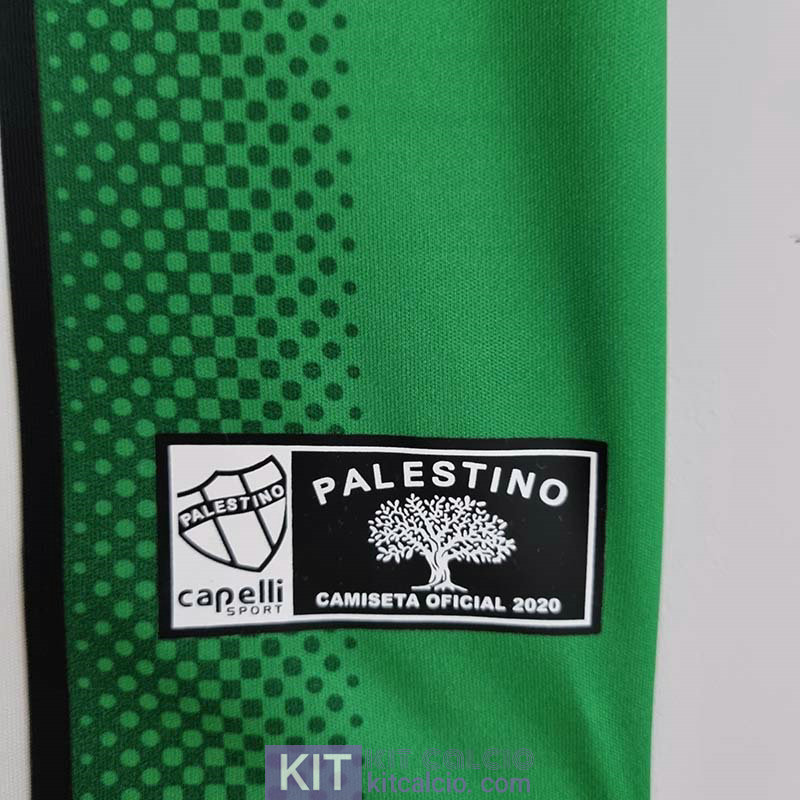 PALESTINO
capelli
SPORT
PALESTINO
CAMISETA OFICIAL 2020
KIT
kitcalcio.com